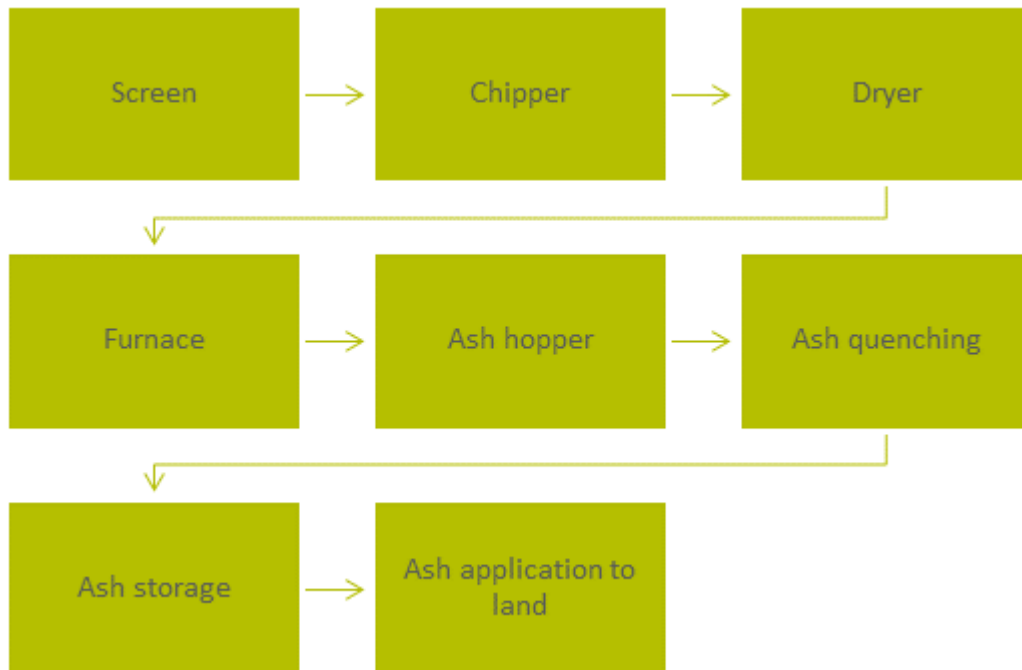 Screen
Chipper
Dryer
Furnace
Ash hopper
Ash quenching
Ash storage
Ash application to
land